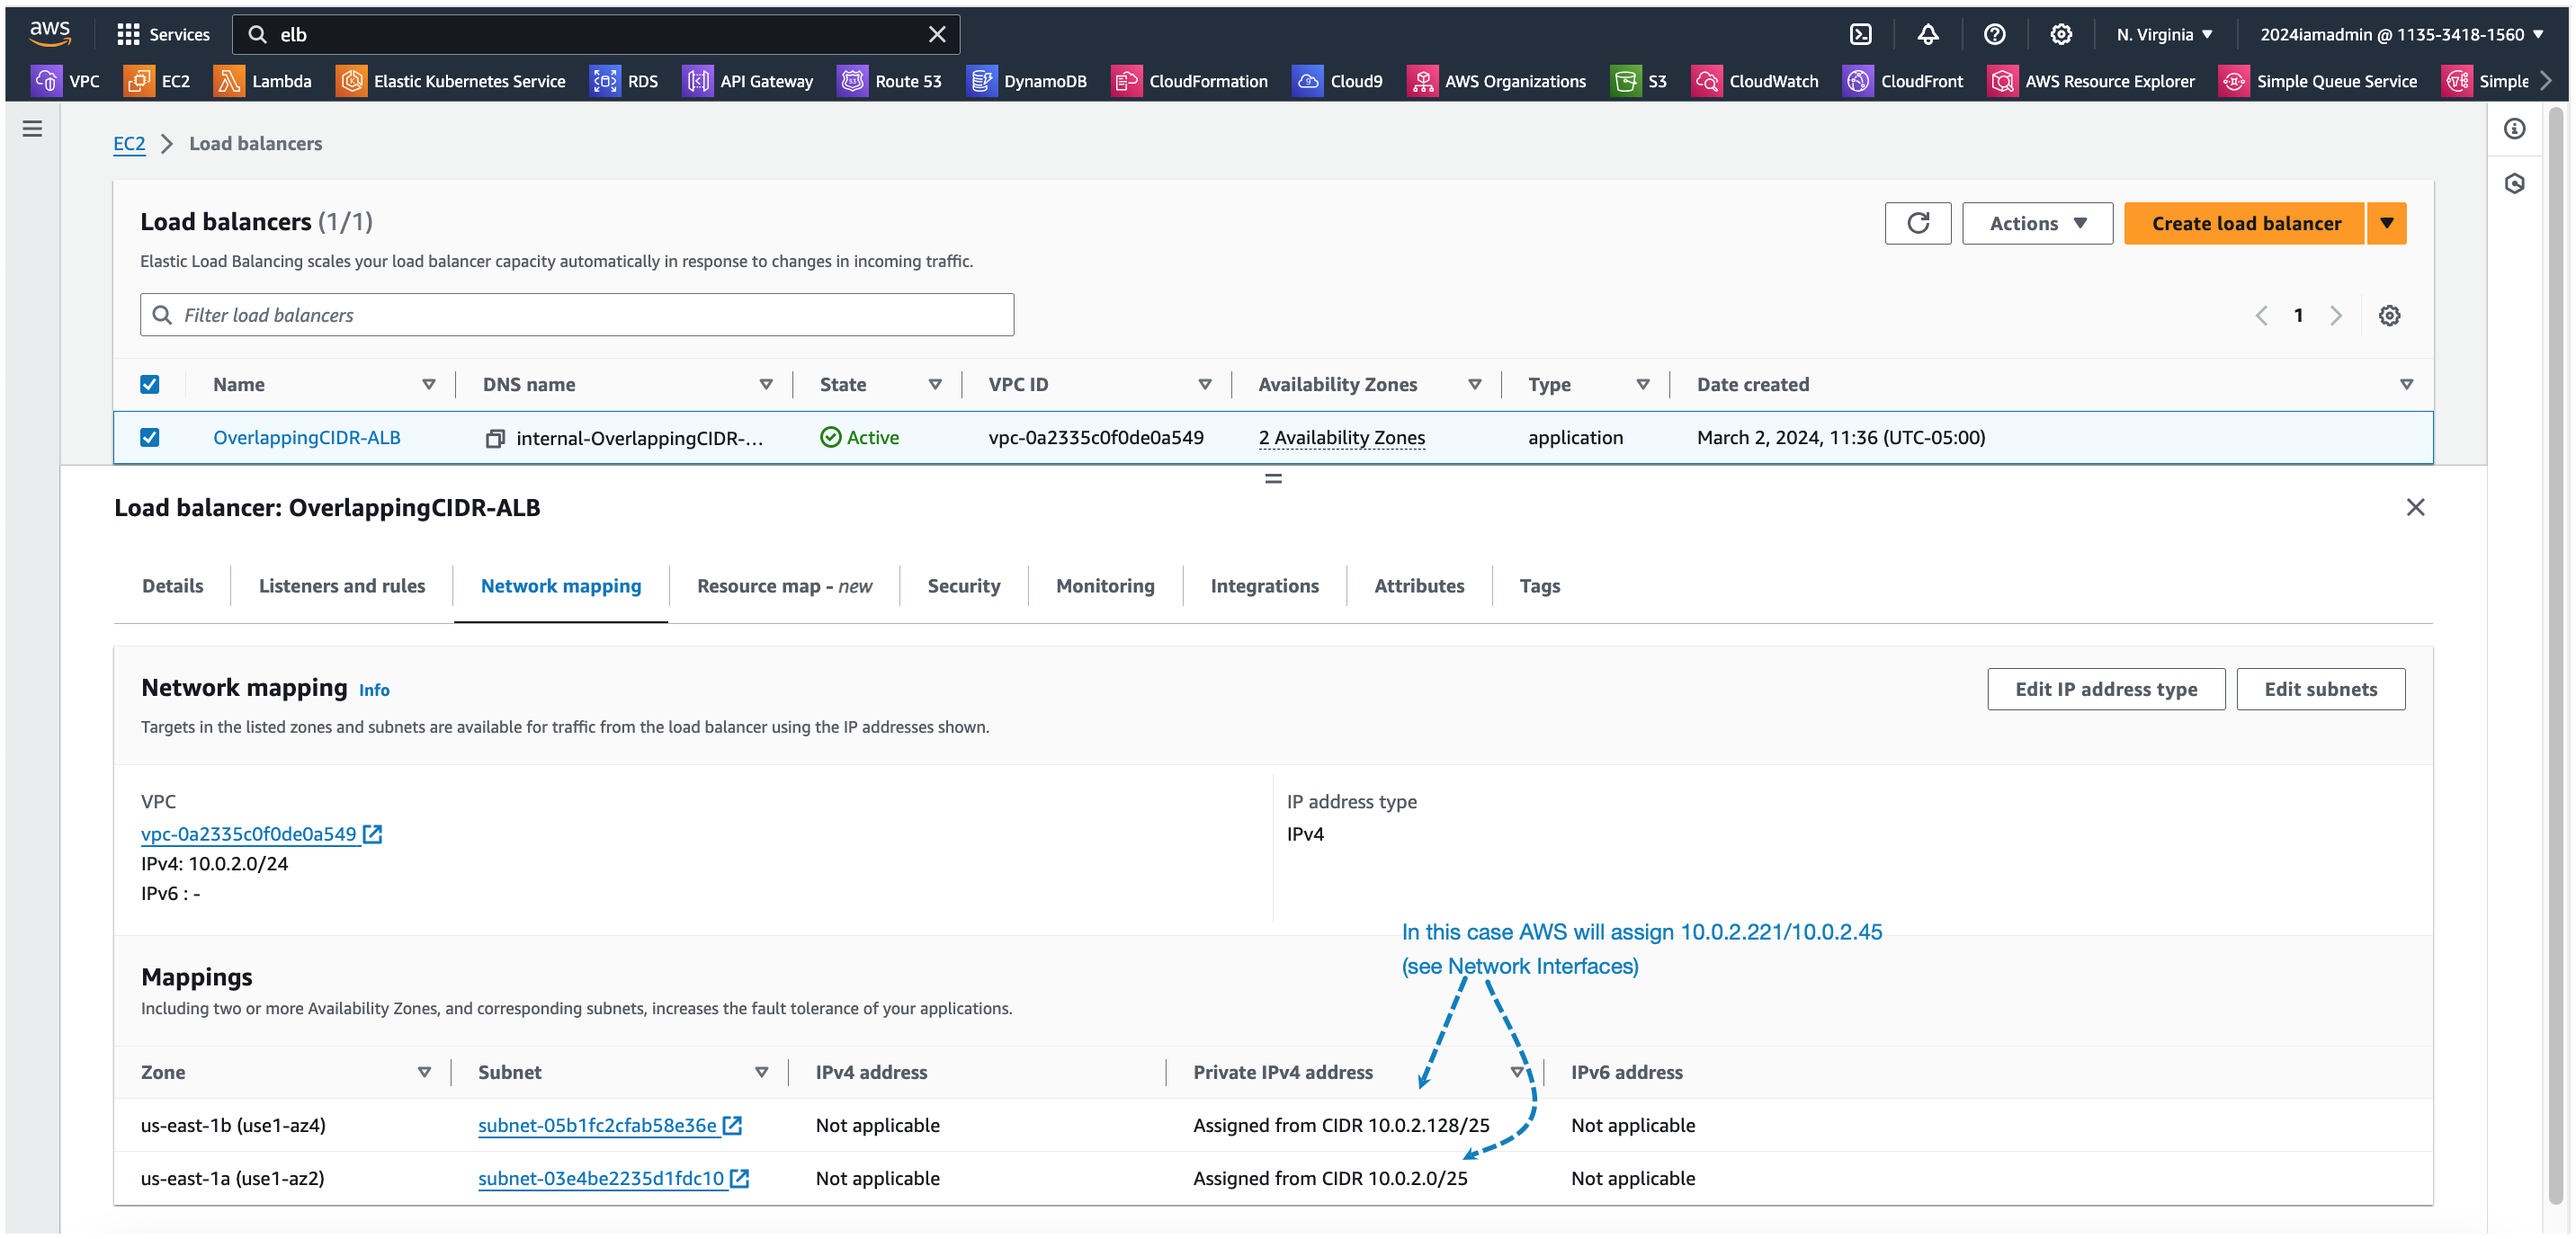 aws Services elb N. Virginia 2024iamadmin @ 1135-3418-1560
VPC EC2 Lambda Elastic Kubernetes Service RDS API Gateway Route 53 DynamoDB CloudFormation Cloud9 AWS Organizations S3 CloudWatch CloudFront AWS Resource Explorer Simple Queue Service Simple
EC2 Load balancers
Load balancers (1/1) Actions Create load balancer
Elastic Load Balancing scales your load balancer capacity automatically in response to changes in incoming traffic.
Filter load balancers 1
Name DNS name State VPC ID Availability Zones Type Date created
OverlappingCIDR-ALB internal-OverlappingCIDR-... Active vpc-0a2335c0f0de0a549 2 Availability Zones application March 2, 2024, 11:36 (UTC-05:00)
Load balancer: OverlappingCIDR-ALB
Details Listeners and rules Network mapping Resource map - new Security Monitoring Integrations Attributes Tags
Network mapping Info Edit IP address type Edit subnets
Targets in the listed zones and subnets are available for traffic from the load balancer using the IP addresses shown.
VPC IP address type
vpc-0a2335c0f0de0a549 IPv4
IPv4: 10.0.2.0/24
IPv6 : -
In this case AWS will assign 10.0.2.221/10.0.2.45
(see Network Interfaces)
Mappings
Including two or more Availability Zones, and corresponding subnets, increases the fault tolerance of your applications.
Zone Subnet IPv4 address Private IPv4 address IPv6 address
us-east-1b (use1-az4) subnet-05b1fc2cfab58e36e Not applicable Assigned from CIDR 10.0.2.128/25 Not applicable
us-east-1a (use1-az2) subnet-03e4be2235d1fdc10 Not applicable Assigned from CIDR 10.0.2.0/25 Not applicable